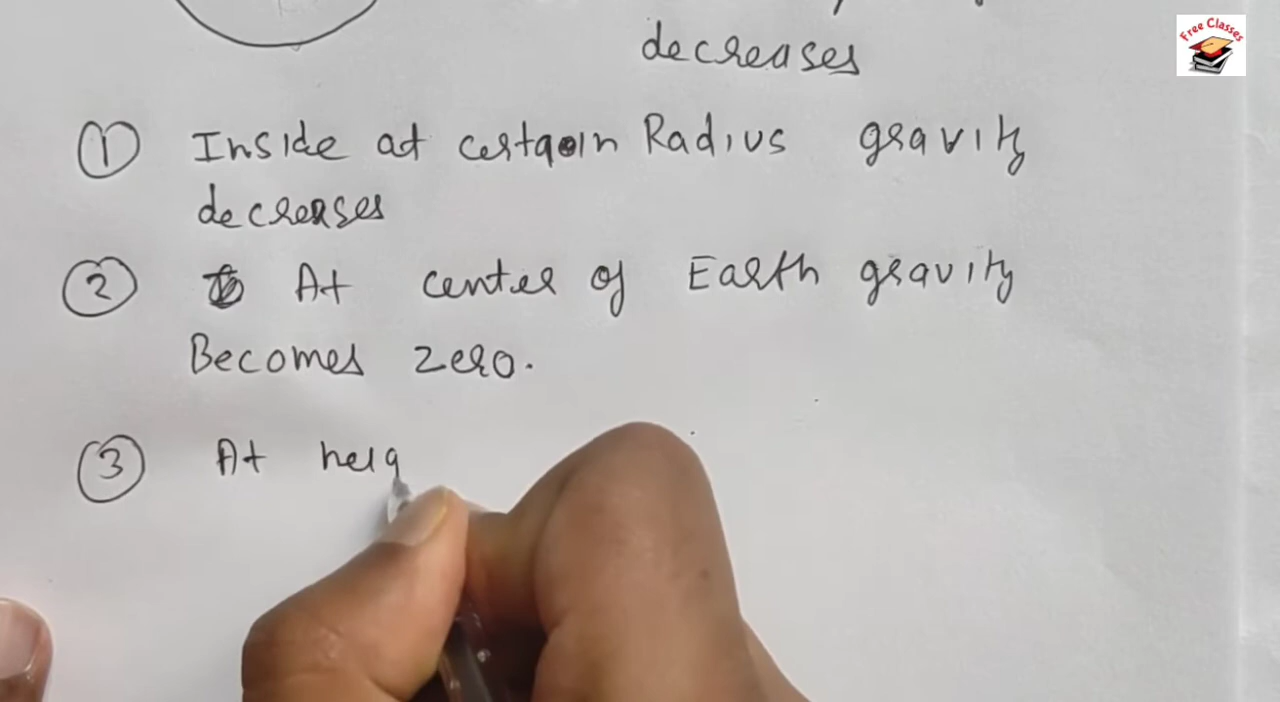 decreases
Free Classes
① Inside at certain Radius gravity
decreases
② At center of Earth gravity
Becomes zero.
③ At heig